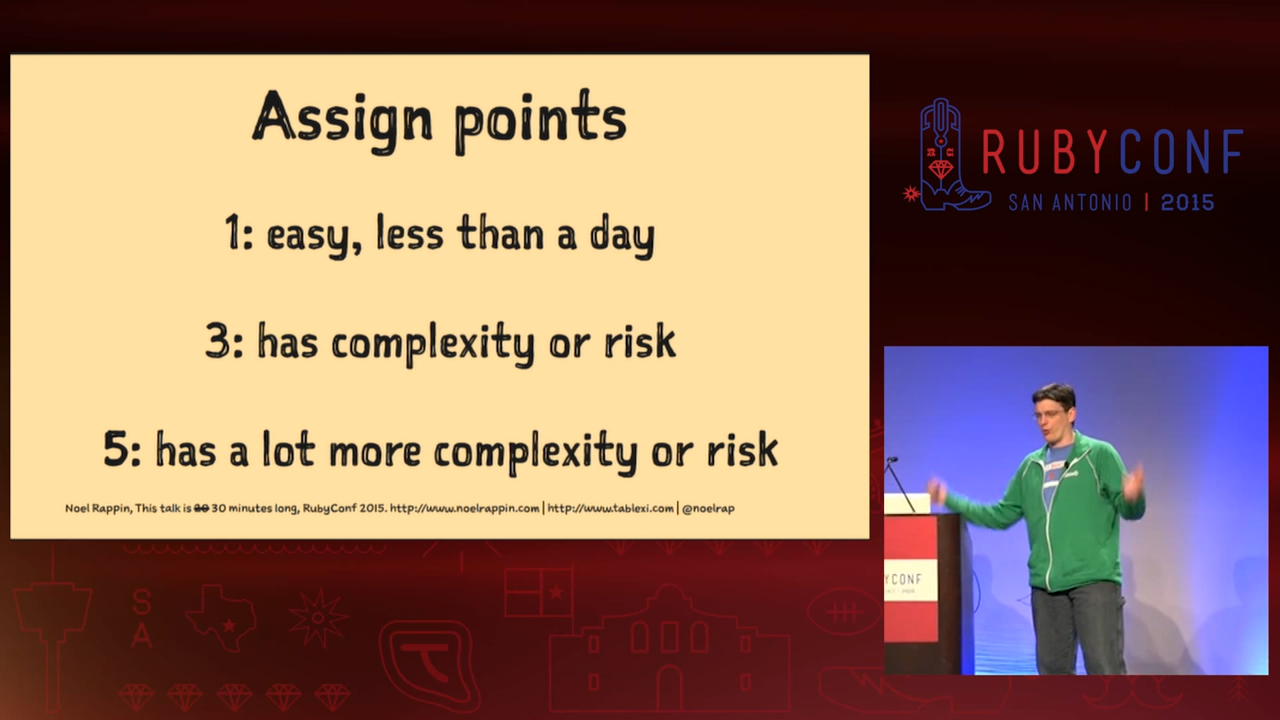 Assign points
1: easy, less than a day
3: has complexity or risk
5: has a lot more complexity or risk
Noel Rappin, This talk is 20 30 minutes long, RubyConf 2015. http://www.noelrappin.com | http://www.tablexi.com | @noelrap
RUBYCONF
SAN ANTONIO | 2015
YCONF
S
A